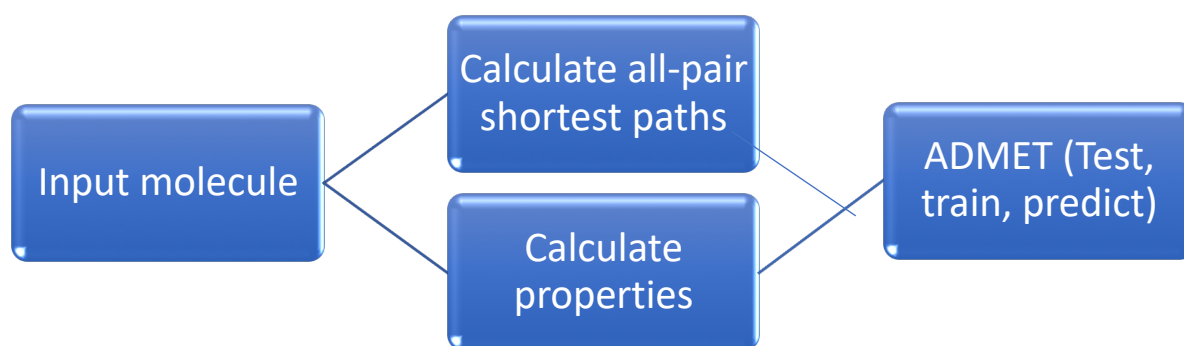 Input molecule
Calculate all-pair
shortest paths
Calculate
properties
ADMET (Test,
train, predict)